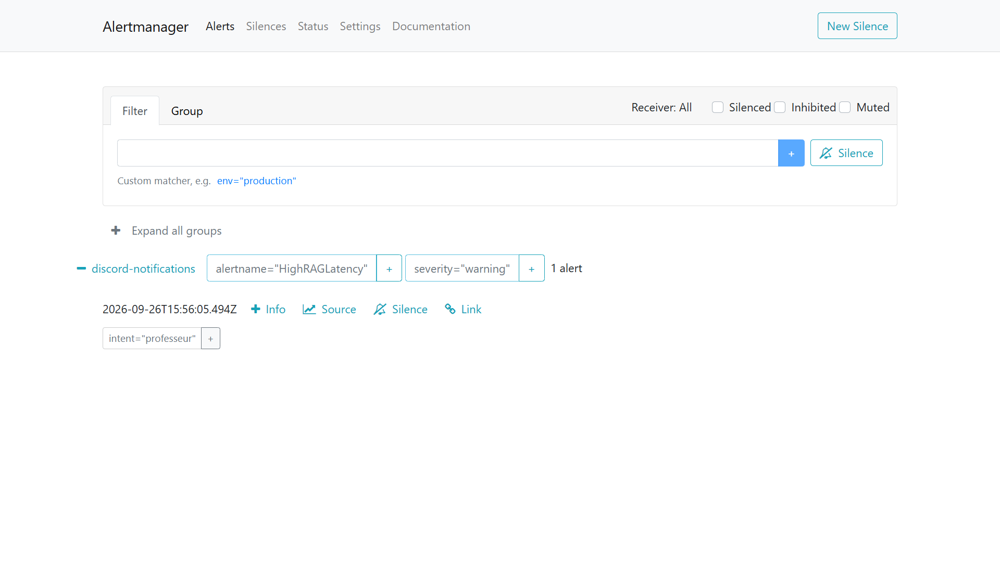 Alertmanager Alerts Silences Status Settings Documentation New Silence
Filter Group Receiver: All Silenced Inhibited Muted
+ Silence
Custom matcher, e.g. env="production"
+ Expand all groups
discord-notifications alertname="HighRAGLatency" + severity="warning" + 1 alert
2026-09-26T15:56:05.494Z + Info Source Silence Link
intent="professeur" +